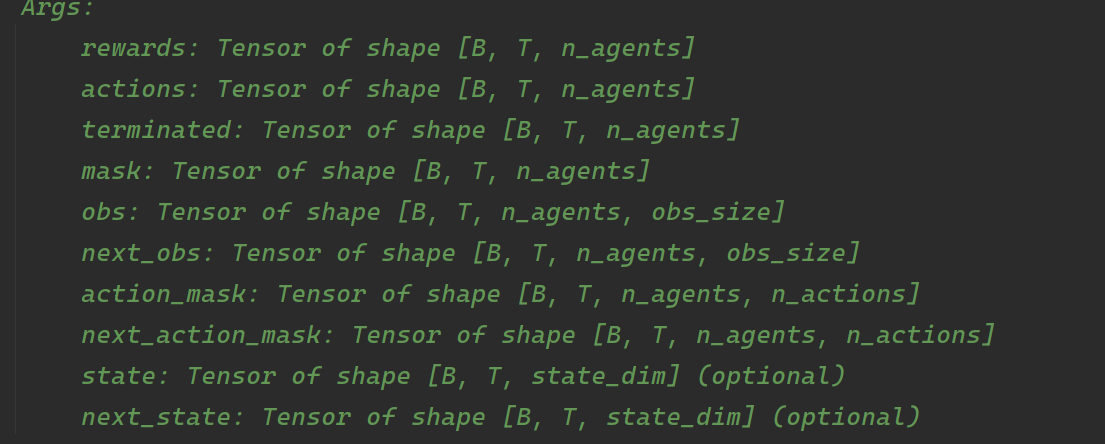 Args:
rewards: Tensor of shape [B, T, n_agents]
actions: Tensor of shape [B, T, n_agents]
terminated: Tensor of shape [B, T, n_agents]
mask: Tensor of shape [B, T, n_agents]
obs: Tensor of shape [B, T, n_agents, obs_size]
next_obs: Tensor of shape [B, T, n_agents, obs_size]
action_mask: Tensor of shape [B, T, n_agents, n_actions]
next_action_mask: Tensor of shape [B, T, n_agents, n_actions]
state: Tensor of shape [B, T, state_dim] (optional)
next_state: Tensor of shape [B, T, state_dim] (optional)